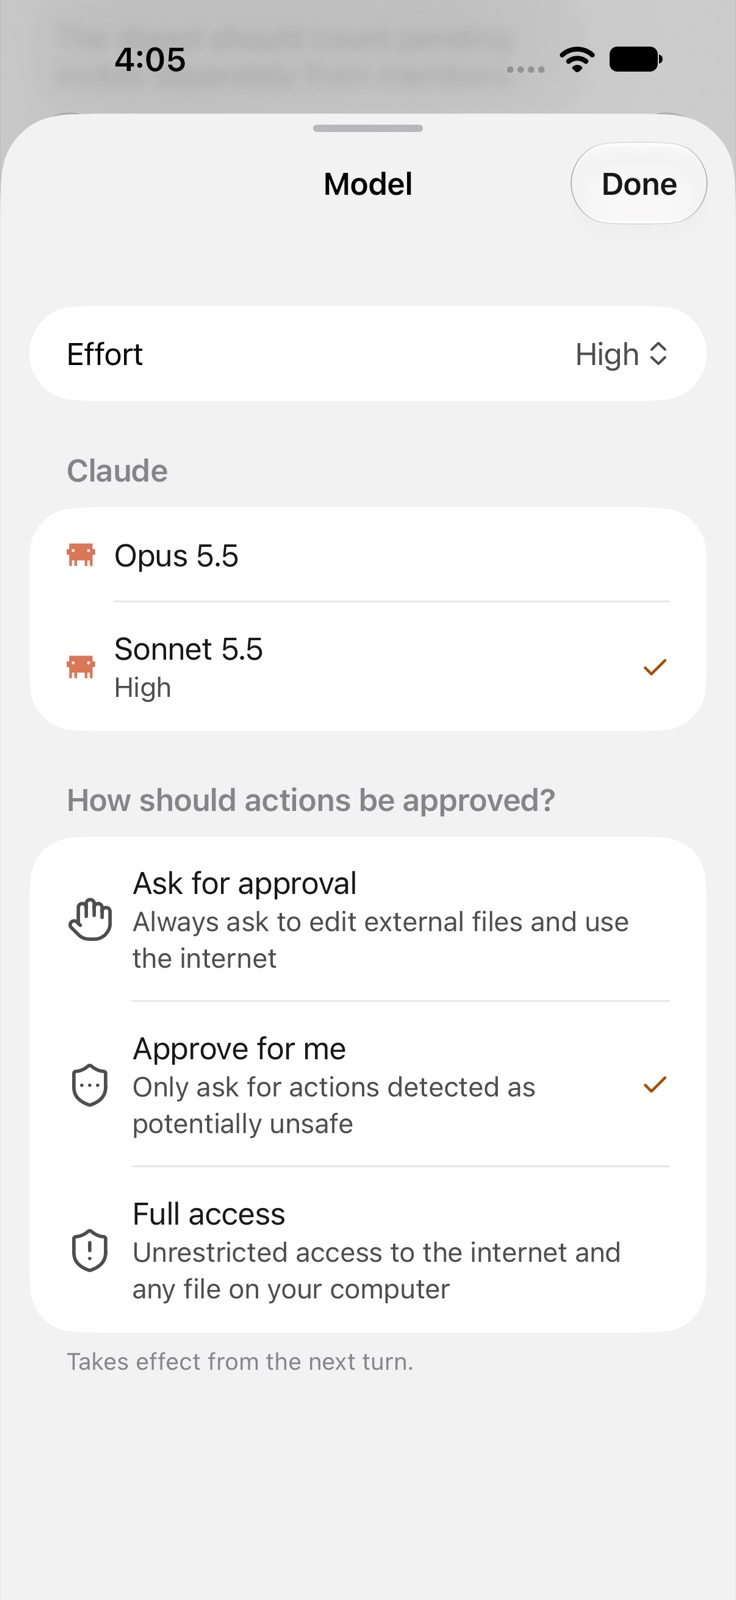 4:05
Model
Done
Effort
High
Claude
Opus 5.5
Sonnet 5.5
High
How should actions be approved?
Ask for approval
Always ask to edit external files and use
the internet
Approve for me
Only ask for actions detected as
potentially unsafe
Full access
Unrestricted access to the internet and
any file on your computer
Takes effect from the next turn.